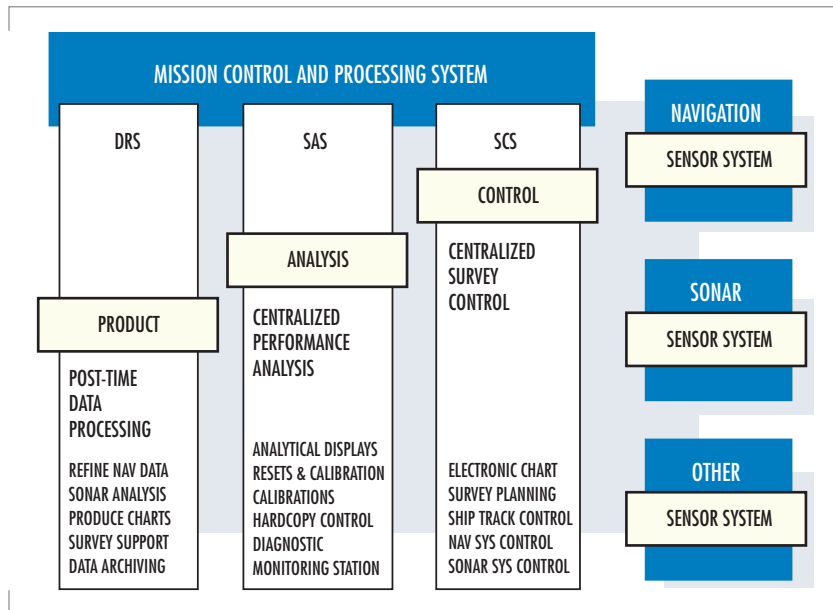 MISSION CONTROL AND PROCESSING SYSTEM
DRS
PRODUCT
POST-TIME
DATA
PROCESSING
REFINE NAV DATA
SONAR ANALYSIS
PRODUCE CHARTS
SURVEY SUPPORT
DATA ARCHIVING
SAS
ANALYSIS
CENTRALIZED
PERFORMANCE
ANALYSIS
ANALYTICAL DISPLAYS
RESETS & CALIBRATION
CALIBRATIONS
HARDCOPY CONTROL
DIAGNOSTIC
MONITORING STATION
SCS
CONTROL
CENTRALIZED
SURVEY
CONTROL
ELECTRONIC CHART
SURVEY PLANNING
SHIP TRACK CONTROL
NAV SYS CONTROL
SONAR SYS CONTROL
NAVIGATION
SENSOR SYSTEM
SONAR
SENSOR SYSTEM
OTHER
SENSOR SYSTEM